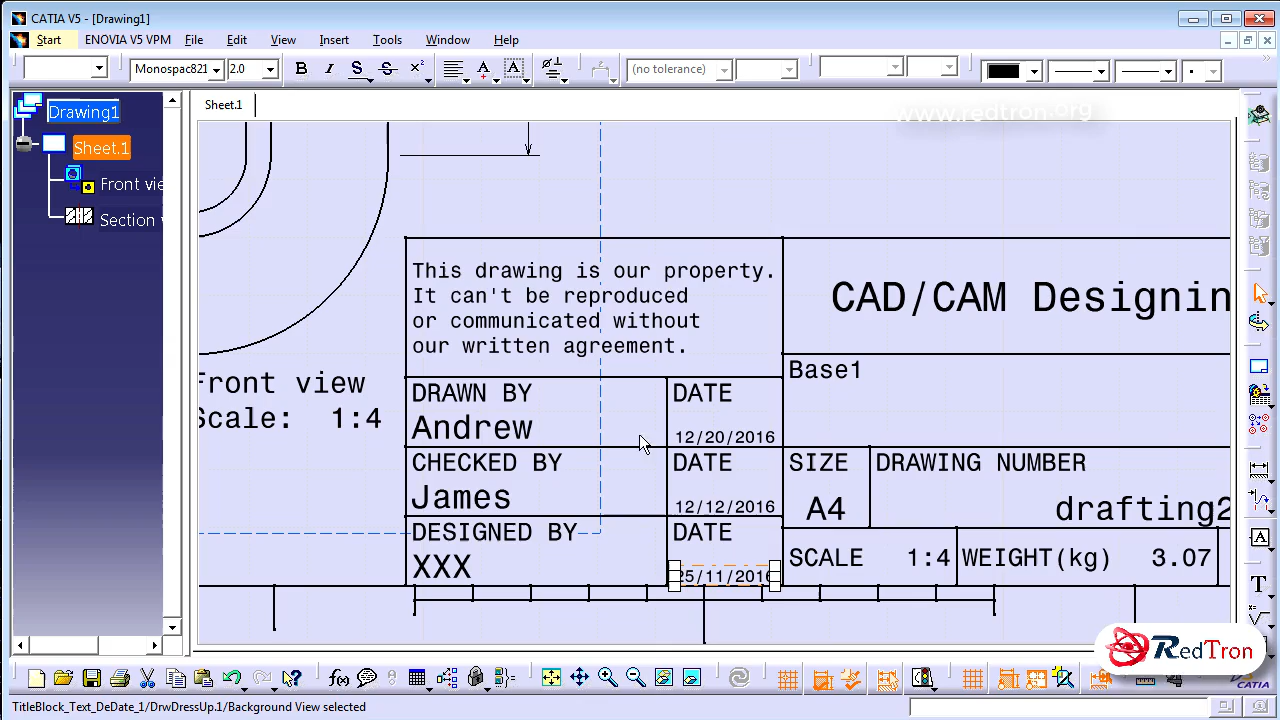 CATIA V5 - [Drawing1]
Start ENOVIA V5 VPM File Edit View Insert Tools Window Help
Monospac821 2.0 B I S S (no tolerance)
Drawing1
Sheet.1
Front vie
Section
Sheet.1
www.redtron.org
This drawing is our property.
It can't be reproduced
or communicated without
our written agreement.
CAD/CAM Designin
Base1
Front view
Scale: 1:4
DRAWN BY DATE
Andrew 12/20/2016
CHECKED BY DATE
James 12/12/2016
DESIGNED BY DATE
XXX 25/11/2016
SIZE DRAWING NUMBER
A4 drafting2
SCALE 1:4 WEIGHT(kg) 3.07
RedTron
CATIA
TitleBlock_Text_DeDate_1/DrwDressUp.1/Background View selected